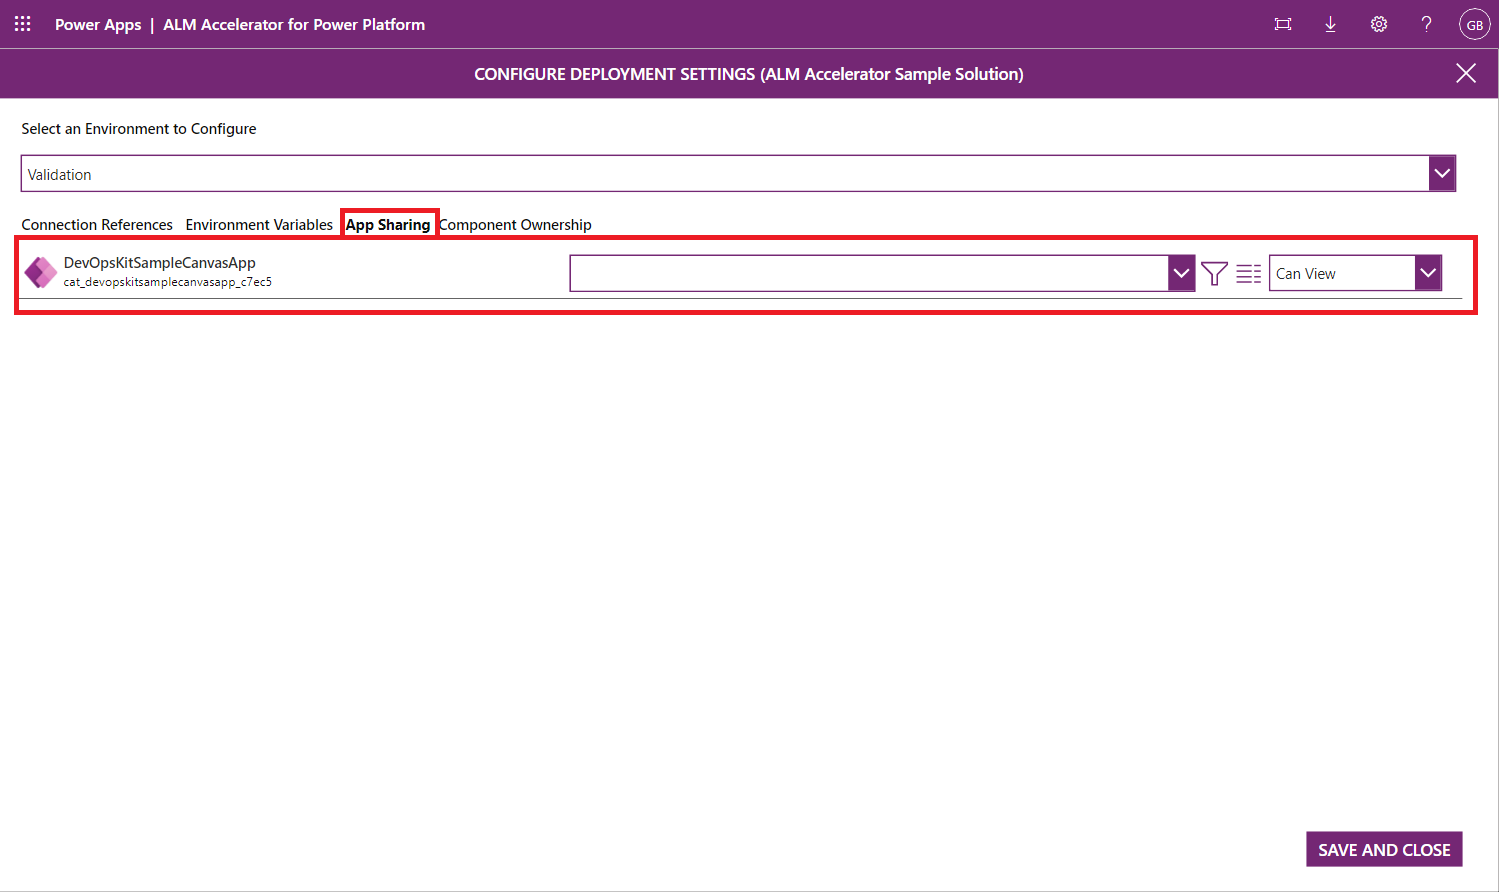 Power Apps | ALM Accelerator for Power Platform
? GB
CONFIGURE DEPLOYMENT SETTINGS (ALM Accelerator Sample Solution)
Select an Environment to Configure
Validation
Connection References Environment Variables App Sharing Component Ownership
DevOpsKitSampleCanvasApp
cat_devopskitsamplecanvasapp_c7ec5
Can View
SAVE AND CLOSE